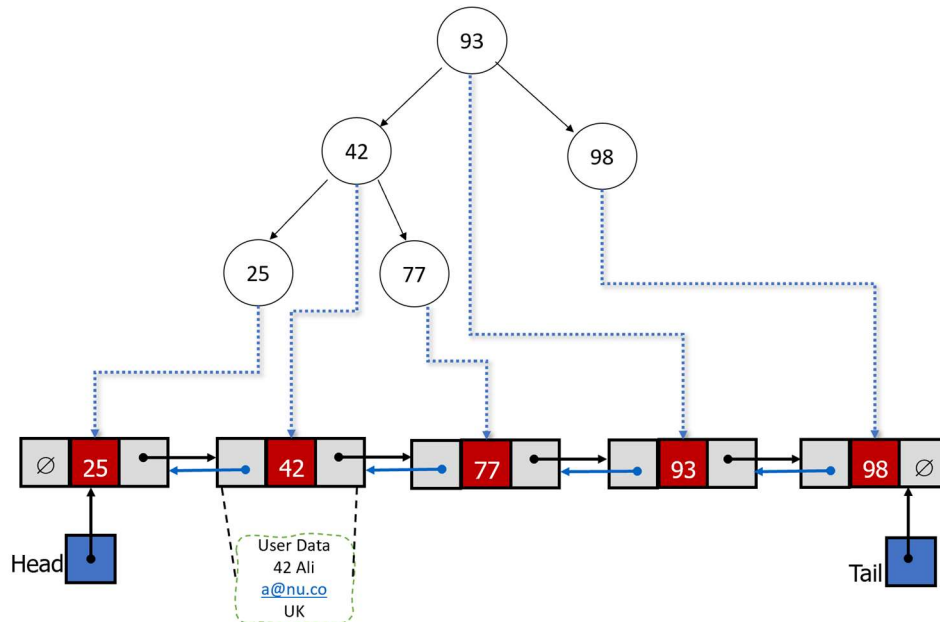 93
42
98
25
77
∅ 25 42 77 93 98 ∅
Head
User Data
42 Ali
a@nu.co
UK
Tail